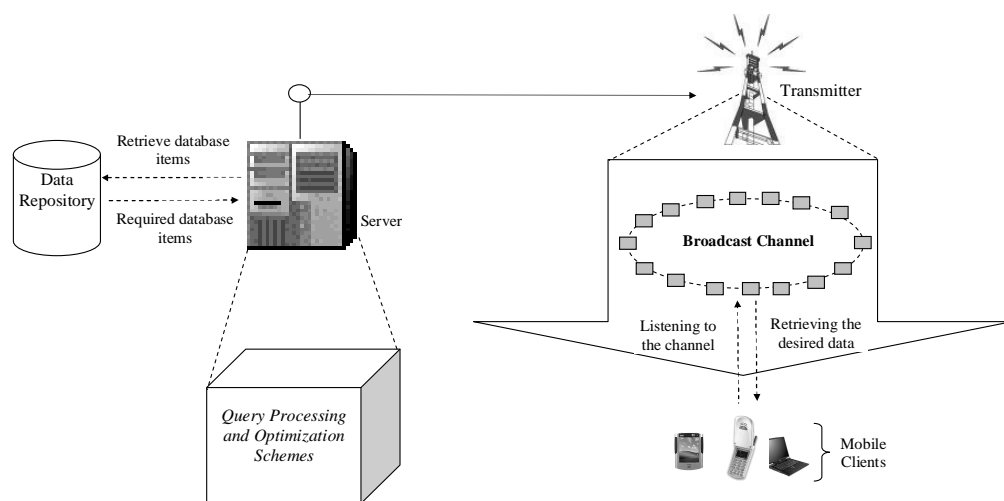 Transmitter
Retrieve database
items
Data
Repository
Required database
items
Server
Broadcast Channel
Listening to
the channel
Retrieving the
desired data
Query Processing
and Optimization
Schemes
Mobile
Clients